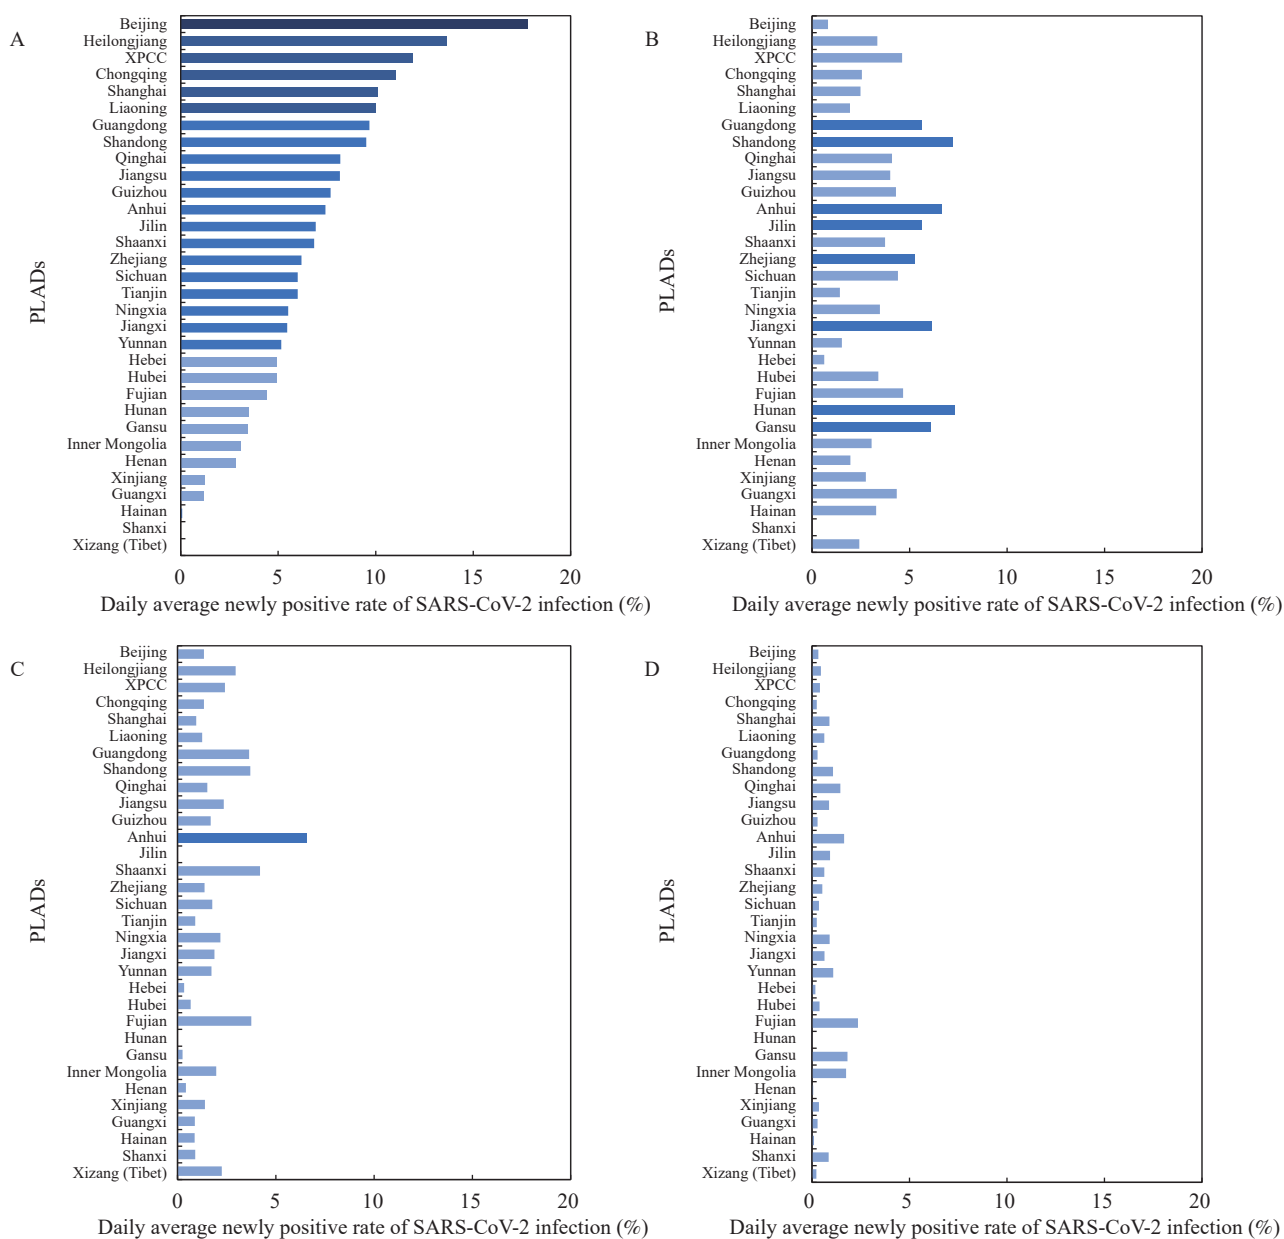 A
PLADs
Beijing
Heilongjiang
XPCC
Chongqing
Shanghai
Liaoning
Guangdong
Shandong
Qinghai
Jiangsu
Guizhou
Anhui
Jilin
Shaanxi
Zhejiang
Sichuan
Tianjin
Ningxia
Jiangxi
Yunnan
Hebei
Hubei
Fujian
Hunan
Gansu
Inner Mongolia
Henan
Xinjiang
Guangxi
Hainan
Shanxi
Xizang (Tibet)
0 5 10 15 20
Daily average newly positive rate of SARS-CoV-2 infection (%)
B
PLADs
Beijing
Heilongjiang
XPCC
Chongqing
Shanghai
Liaoning
Guangdong
Shandong
Qinghai
Jiangsu
Guizhou
Anhui
Jilin
Shaanxi
Zhejiang
Sichuan
Tianjin
Ningxia
Jiangxi
Yunnan
Hebei
Hubei
Fujian
Hunan
Gansu
Inner Mongolia
Henan
Xinjiang
Guangxi
Hainan
Shanxi
Xizang (Tibet)
0 5 10 15 20
Daily average newly positive rate of SARS-CoV-2 infection (%)
C
PLADs
Beijing
Heilongjiang
XPCC
Chongqing
Shanghai
Liaoning
Guangdong
Shandong
Qinghai
Jiangsu
Guizhou
Anhui
Jilin
Shaanxi
Zhejiang
Sichuan
Tianjin
Ningxia
Jiangxi
Yunnan
Hebei
Hubei
Fujian
Hunan
Gansu
Inner Mongolia
Henan
Xinjiang
Guangxi
Hainan
Shanxi
Xizang (Tibet)
0 5 10 15 20
Daily average newly positive rate of SARS-CoV-2 infection (%)
D
PLADs
Beijing
Heilongjiang
XPCC
Chongqing
Shanghai
Liaoning
Guangdong
Shandong
Qinghai
Jiangsu
Guizhou
Anhui
Jilin
Shaanxi
Zhejiang
Sichuan
Tianjin
Ningxia
Jiangxi
Yunnan
Hebei
Hubei
Fujian
Hunan
Gansu
Inner Mongolia
Henan
Xinjiang
Guangxi
Hainan
Shanxi
Xizang (Tibet)
0 5 10 15 20
Daily average newly positive rate of SARS-CoV-2 infection (%)